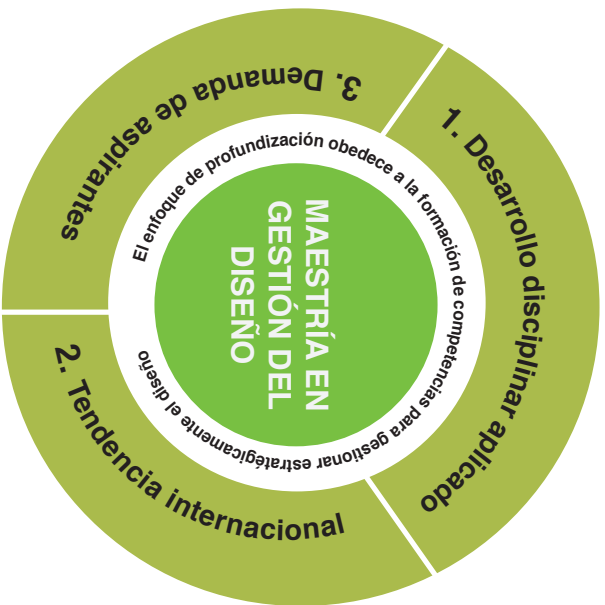 MAESTRÍA EN
GESTIÓN DEL
DISEÑO
El enfoque de profundización obedece a la formación de competencias para gestionar estratégicamente el diseño
1. Desarrollo disciplinar aplicado
2. Tendencia internacional
3. Demanda de aspirantes